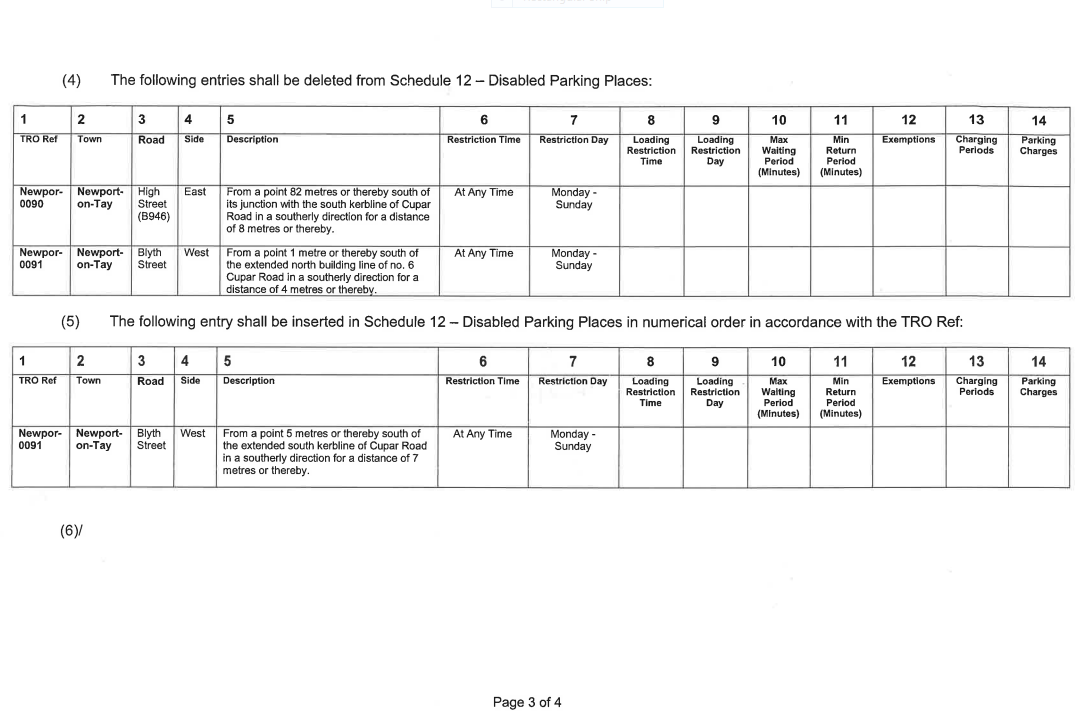 (4) The following entries shall be deleted from Schedule 12 – Disabled Parking Places:
1 2 3 4 5 6 7 8 9 10 11 12 13 14
TRO Ref Town Road Side Description Restriction Time Restriction Day Loading Restriction Time Loading Restriction Day Max Waiting Period (Minutes) Min Return Period (Minutes) Exemptions Charging Periods Parking Charges
Newpor-0090 Newport-on-Tay High Street (B946) East From a point 82 metres or thereby south of
its junction with the south kerbline of Cupar
Road in a southerly direction for a distance
of 8 metres or thereby. At Any Time Monday - Sunday
Newpor-0091 Newport-on-Tay Blyth Street West From a point 1 metre or thereby south of
the extended north building line of no. 6
Cupar Road in a southerly direction for a
distance of 4 metres or thereby. At Any Time Monday - Sunday
(5) The following entry shall be inserted in Schedule 12 – Disabled Parking Places in numerical order in accordance with the TRO Ref:
1 2 3 4 5 6 7 8 9 10 11 12 13 14
TRO Ref Town Road Side Description Restriction Time Restriction Day Loading Restriction Time Loading Restriction Day Max Waiting Period (Minutes) Min Return Period (Minutes) Exemptions Charging Periods Parking Charges
Newpor-0091 Newport-on-Tay Blyth Street West From a point 5 metres or thereby south of
the extended south kerbline of Cupar Road
in a southerly direction for a distance of 7
metres or thereby. At Any Time Monday - Sunday
(6)/
Page 3 of 4